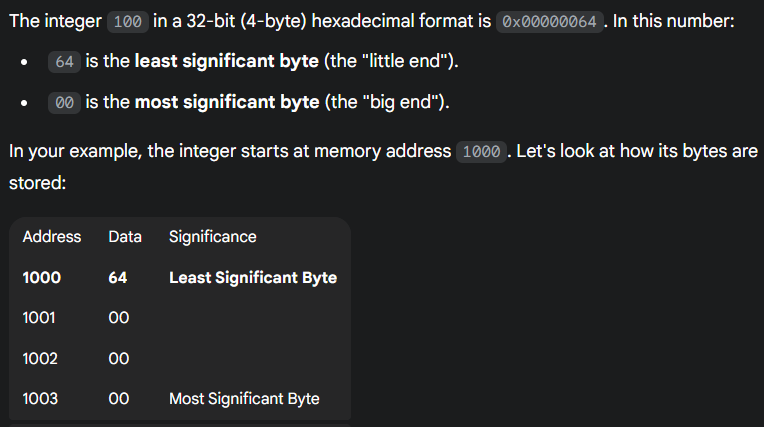 The integer 100 in a 32-bit (4-byte) hexadecimal format is 0x00000064. In this number:
• 64 is the least significant byte (the "little end").
• 00 is the most significant byte (the "big end").
In your example, the integer starts at memory address 1000. Let's look at how its bytes are
stored:
Address Data Significance
1000 64 Least Significant Byte
1001 00
1002 00
1003 00 Most Significant Byte